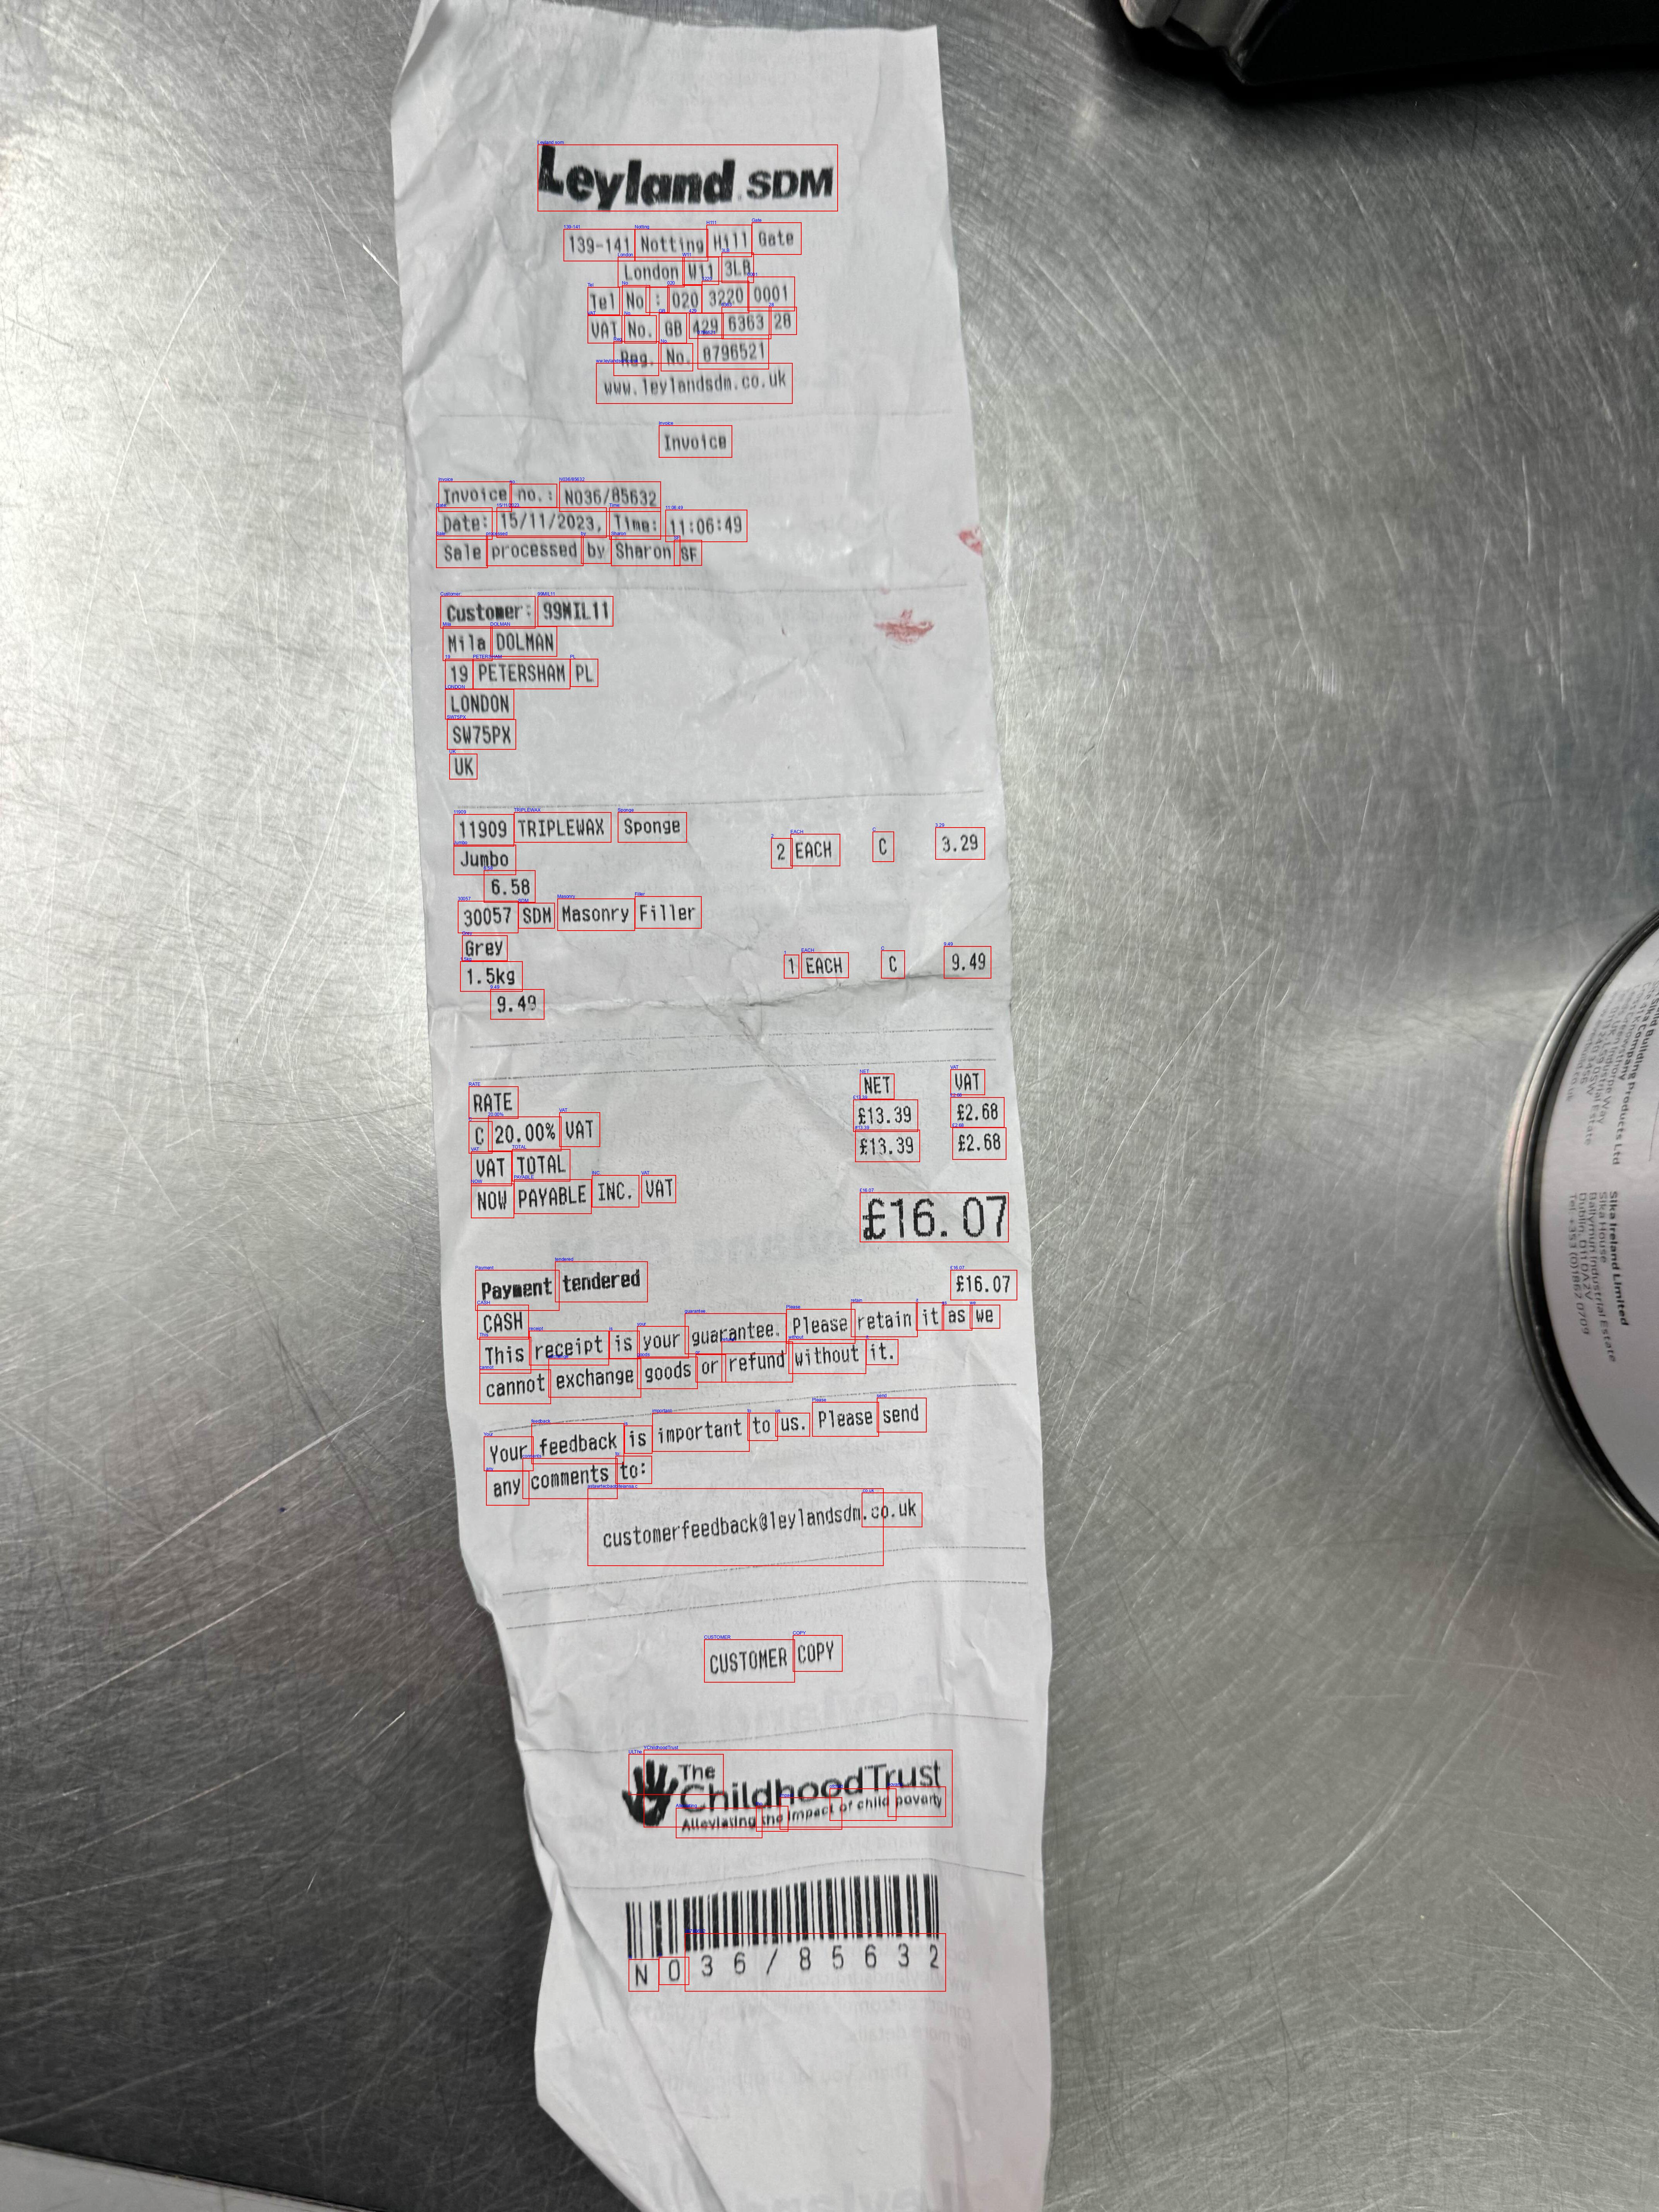 Leyland SDM
139-141 Notting Hill Gate
London W11 3LB
Tel No : 020 3220 0001
VAT No. GB 429 6363 28
Reg. No. 8796521
www.leylandsdm.co.uk
Invoice
Invoice no.: N036/85632
Date: 15/11/2023, Time: 11:06:49
Sale processed by Sharon SF
Customer: 99MIL11
Mila DOLMAN
19 PETERSHAM PL
LONDON
SW75PX
UK
11909 TRIPLEWAX Sponge
Jumbo 2 EACH C 3.29
6.58
30057 SDM Masonry Filler
Grey
1.5kg 1 EACH C 9.49
9.49
RATE NET VAT
C 20.00% VAT £13.39 £2.68
VAT TOTAL £13.39 £2.68
NOW PAYABLE INC. VAT £16.07
Payment tendered
CASH £16.07
This receipt is your guarantee. Please retain it as we
cannot exchange goods or refund without it.
Your feedback is important to us. Please send
any comments to:
customerfeedback@leylandsdm.co.uk
CUSTOMER COPY
The
ChildhoodTrust
Alleviating the impact of child poverty
N036/85632
Sika Ireland Limited
Sika House
Ballymun Industrial Estate
Dublin, D11 DA2V